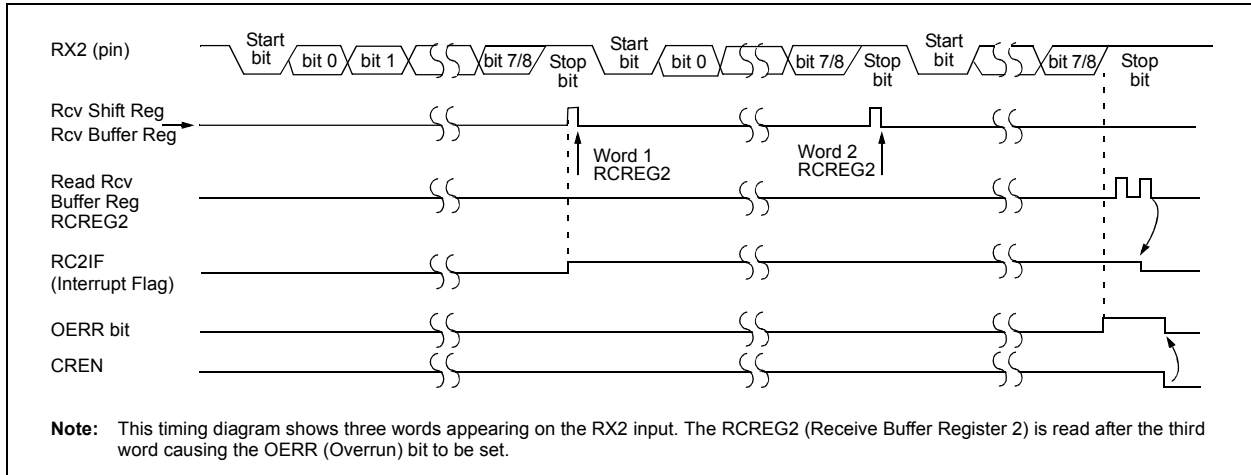 RX2 (pin)
Start bit
bit 0
bit 1
bit 7/8
Stop bit
Start bit
bit 0
bit 7/8
Stop bit
Start bit
bit 7/8
Stop bit
Rcv Shift Reg
Rcv Buffer Reg
Word 1
RCREG2
Word 2
RCREG2
Read Rcv
Buffer Reg
RCREG2
RC2IF
(Interrupt Flag)
OERR bit
CREN
Note: This timing diagram shows three words appearing on the RX2 input. The RCREG2 (Receive Buffer Register 2) is read after the third
word causing the OERR (Overrun) bit to be set.